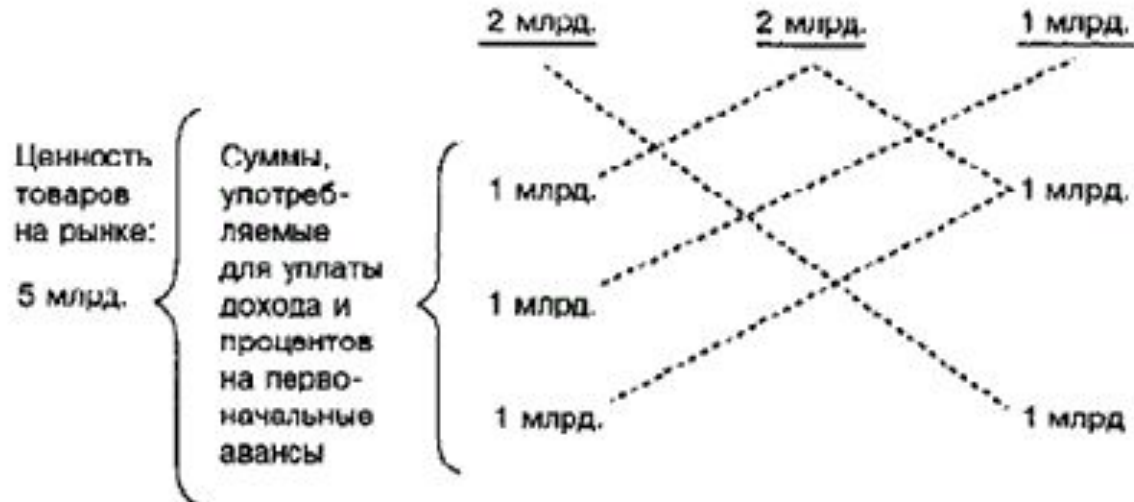 2 млрд. 2 млрд. 1 млрд.
Ценность
товаров
на рынке:
5 млрд.
Суммы,
употреб-
ляемые
для уплаты
дохода и
процентов
на перво-
начальные
авансы
1 млрд. 1 млрд.
1 млрд.
1 млрд. 1 млрд